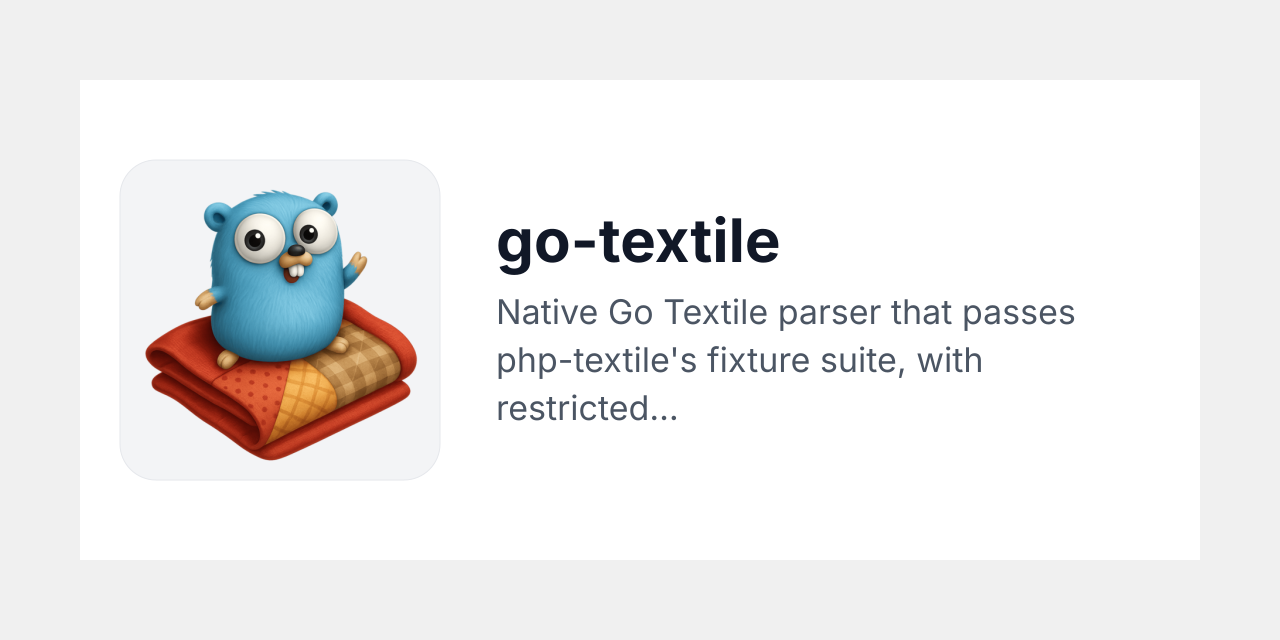 go-textile
Native Go Textile parser that passes
php-textile's fixture suite, with
restricted...